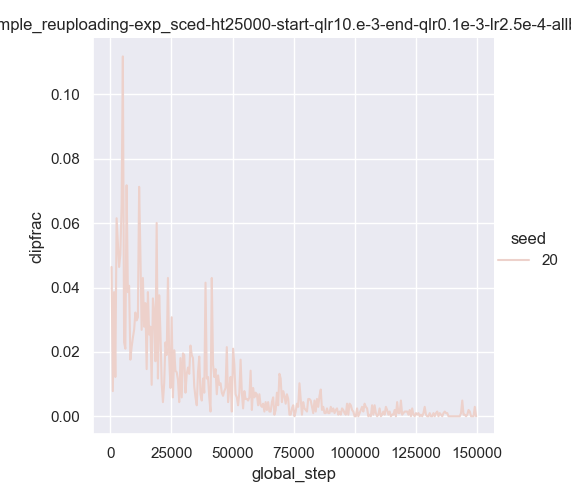 mple_reuploading-exp_sced-ht25000-start-qlr10.e-3-end-qlr0.1e-3-lr2.5e-4-allb
0.10
0.08
0.06
0.04
0.02
0.00
clipfrac
0 25000 50000 75000 100000 125000 150000
global_step
seed
20